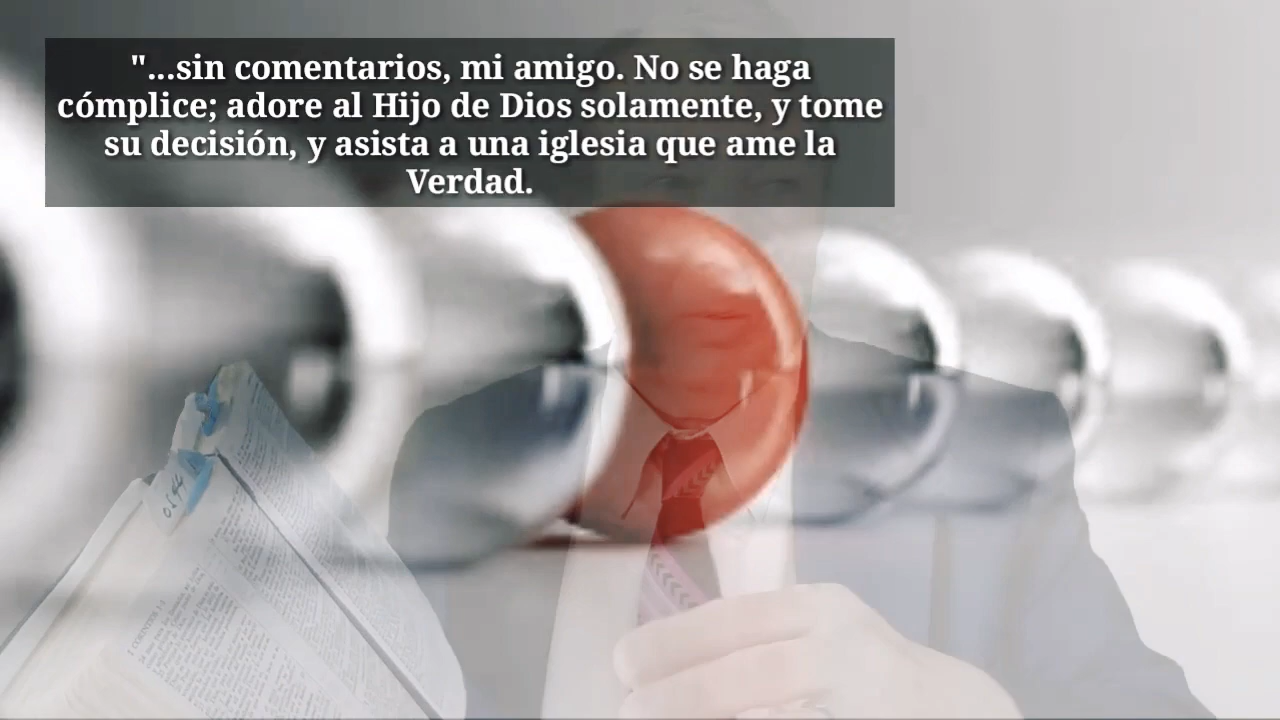 "...sin comentarios, mi amigo. No se haga
cómplice; adore al Hijo de Dios solamente, y tome
su decisión, y asista a una iglesia que ame la
Verdad.